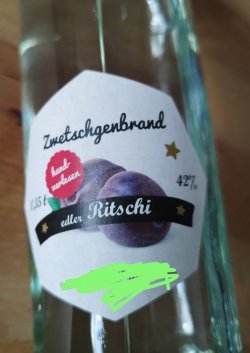 Zwetschgenbrand
hand-
verlesen
0,35 ℓ
42%
edler Ritschi